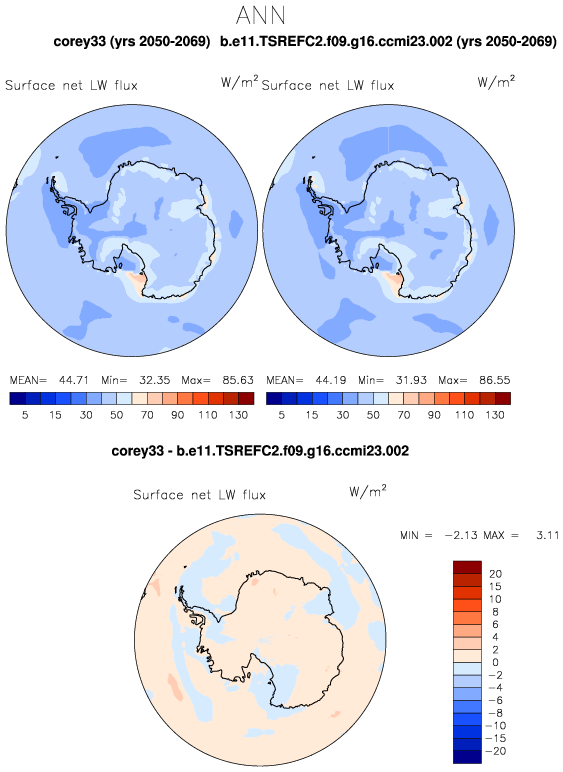 ANN
corey33 (yrs 2050-2069) b.e11.TSREFC2.f09.g16.ccmi23.002 (yrs 2050-2069)
Surface net LW flux W/m²
Surface net LW flux W/m²
MEAN= 44.71 Min= 32.35 Max= 85.63
5 15 30 50 70 90 110 130
MEAN= 44.19 Min= 31.93 Max= 86.55
5 15 30 50 70 90 110 130
corey33 - b.e11.TSREFC2.f09.g16.ccmi23.002
Surface net LW flux W/m²
MIN = -2.13 MAX = 3.11
20
15
10
8
6
4
2
0
-2
-4
-6
-8
-10
-15
-20